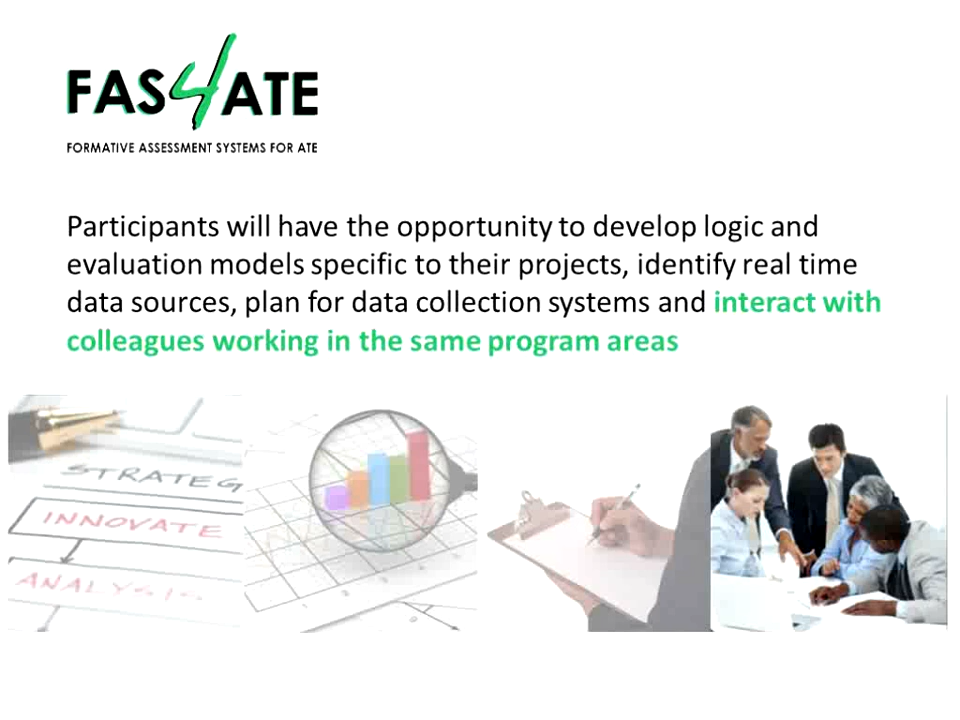 FAS4ATE
FORMATIVE ASSESSMENT SYSTEMS FOR ATE
Participants will have the opportunity to develop logic and
evaluation models specific to their projects, identify real time
data sources, plan for data collection systems and interact with
colleagues working in the same program areas
STRATEG
INNOVATE
ANALYSIS